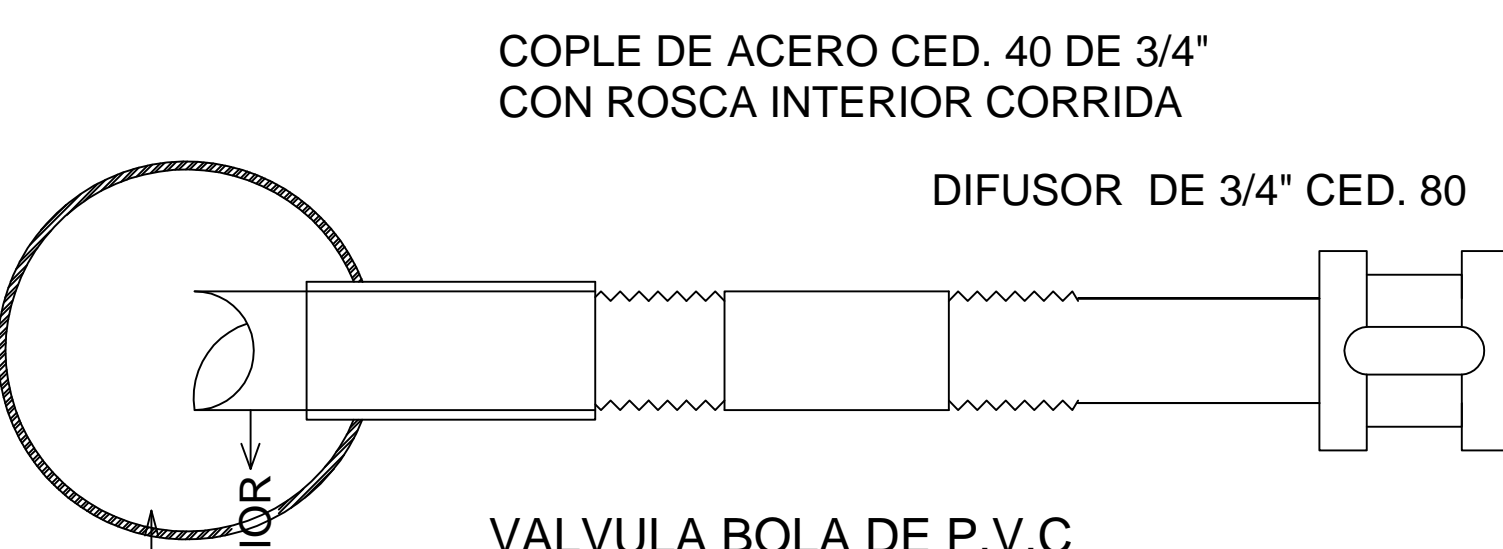 COPLE DE ACERO CED. 40 DE 3/4"
CON ROSCA INTERIOR CORRIDA
DIFUSOR DE 3/4" CED. 80
IOR
VALVULA BOLA DE P.V.C